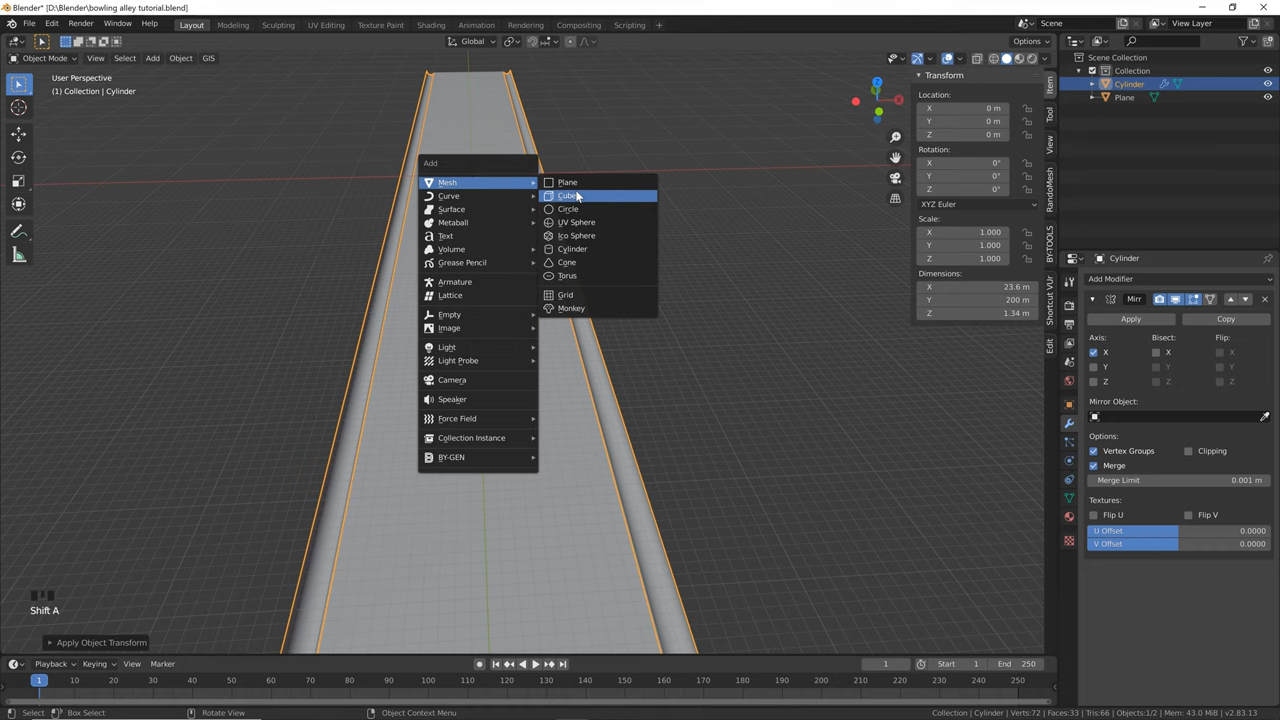 Blender* [D:\Blender\bowling alley tutorial.blend]
File Edit Render Window Help Layout Modeling Sculpting UV Editing Texture Paint Shading Animation Rendering Compositing Scripting + Scene View Layer
Global Options
Object Mode View Select Add Object GIS
User Perspective
(1) Collection | Cylinder
Z
X
Transform
Location:
X 0 m
Y 0 m
Z 0 m
Rotation:
X 0°
Y 0°
Z 0°
XYZ Euler
Scale:
X 1.000
Y 1.000
Z 1.000
Dimensions:
X 23.6 m
Y 200 m
Z 1.34 m
Item
Tool
View
RandoMesh
BY-TOOLS
Shortcut VUr
Edit
Scene Collection
Collection
Cylinder
Plane
Cylinder
Add Modifier
Mirr
Apply Copy
Axis: Bisect: Flip:
X X X
Y Y Y
Z Z Z
Mirror Object:
Options:
Vertex Groups Clipping
Merge
Merge Limit 0.001 m
Textures:
Flip U Flip V
U Offset 0.0000
V Offset 0.0000
Add
Mesh
Curve
Surface
Metaball
Text
Volume
Grease Pencil
Armature
Lattice
Empty
Image
Light
Light Probe
Camera
Speaker
Force Field
Collection Instance
BY-GEN
Plane
Cube
Circle
UV Sphere
Ico Sphere
Cylinder
Cone
Torus
Grid
Monkey
Shift A
Apply Object Transform
Playback Keying View Marker 1 Start 1 End 250
1 10 20 30 40 50 60 70 80 90 100 110 120 130 140 150 160 170 180 190 200 210 220 230 240 250
Select Box Select Rotate View Object Context Menu Collection | Cylinder | Verts:72 | Faces:33 | Tris:66 | Objects:1/2 | Mem: 43.0 MiB | v2.83.13